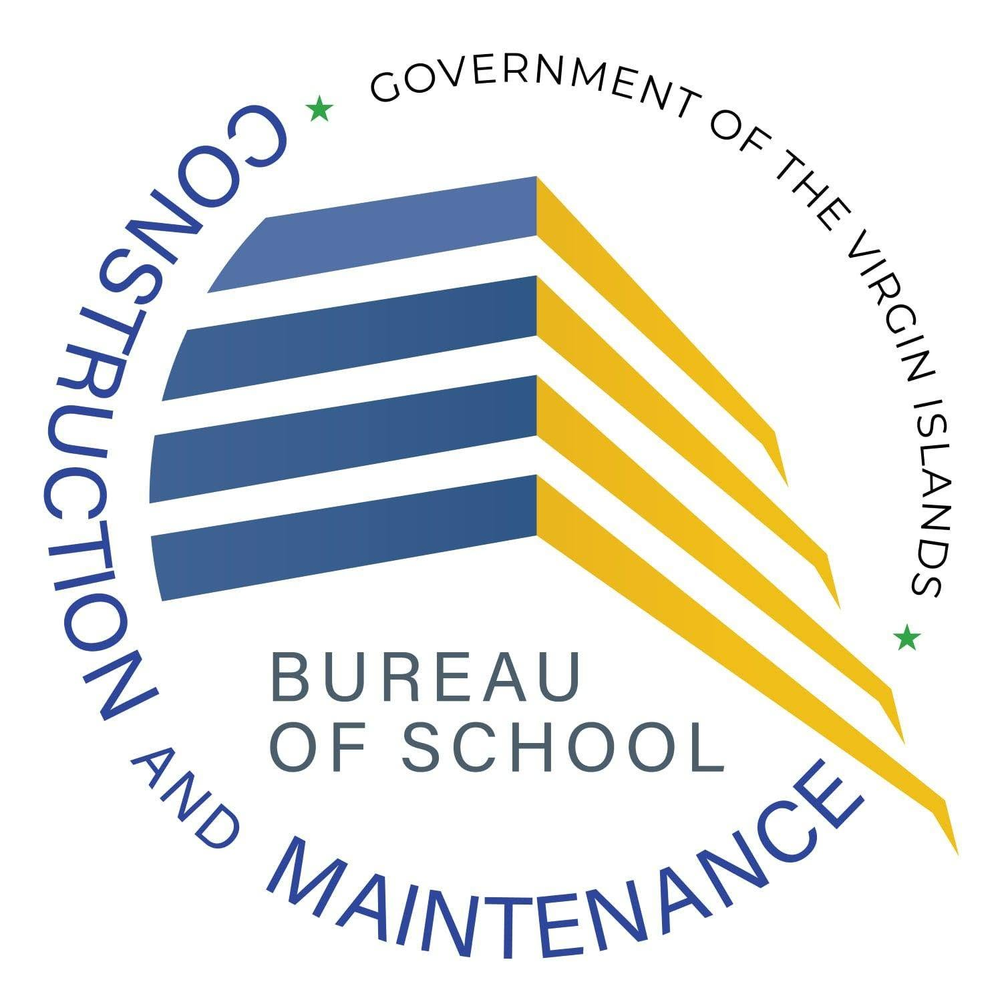 GOVERNMENT OF THE VIRGIN ISLANDS
BUREAU
OF SCHOOL
CONSTRUCTION AND MAINTENANCE